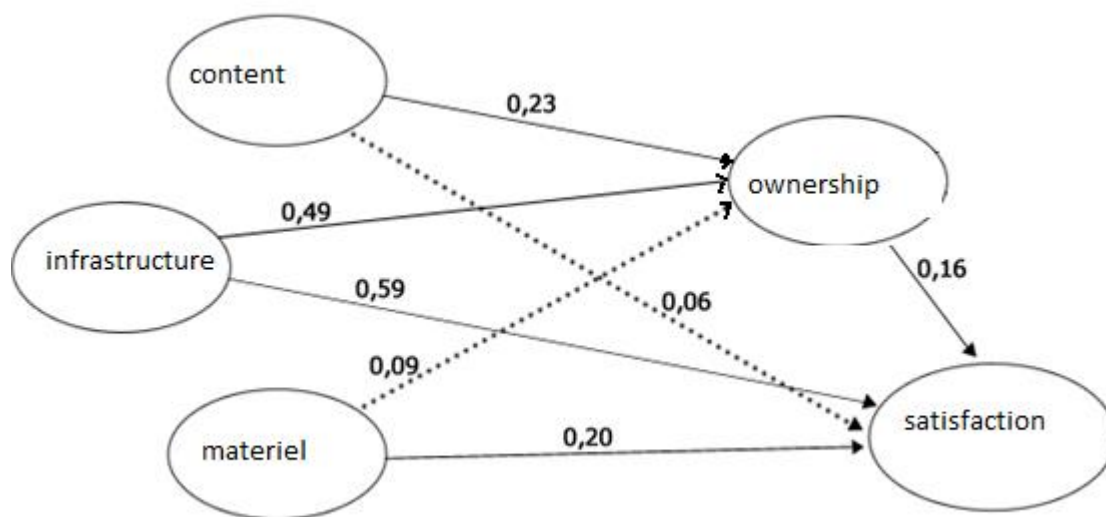 content
0,23
ownership
0,49
infrastructure
0,16
0,59
0,06
0,09
satisfaction
0,20
materiel